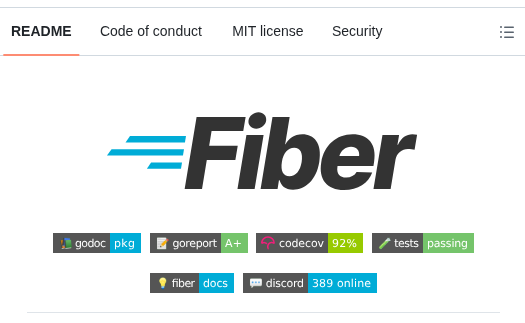 README Code of conduct MIT license Security
Fiber
godoc pkg goreport A+ codecov 92% tests passing
fiber docs discord 389 online